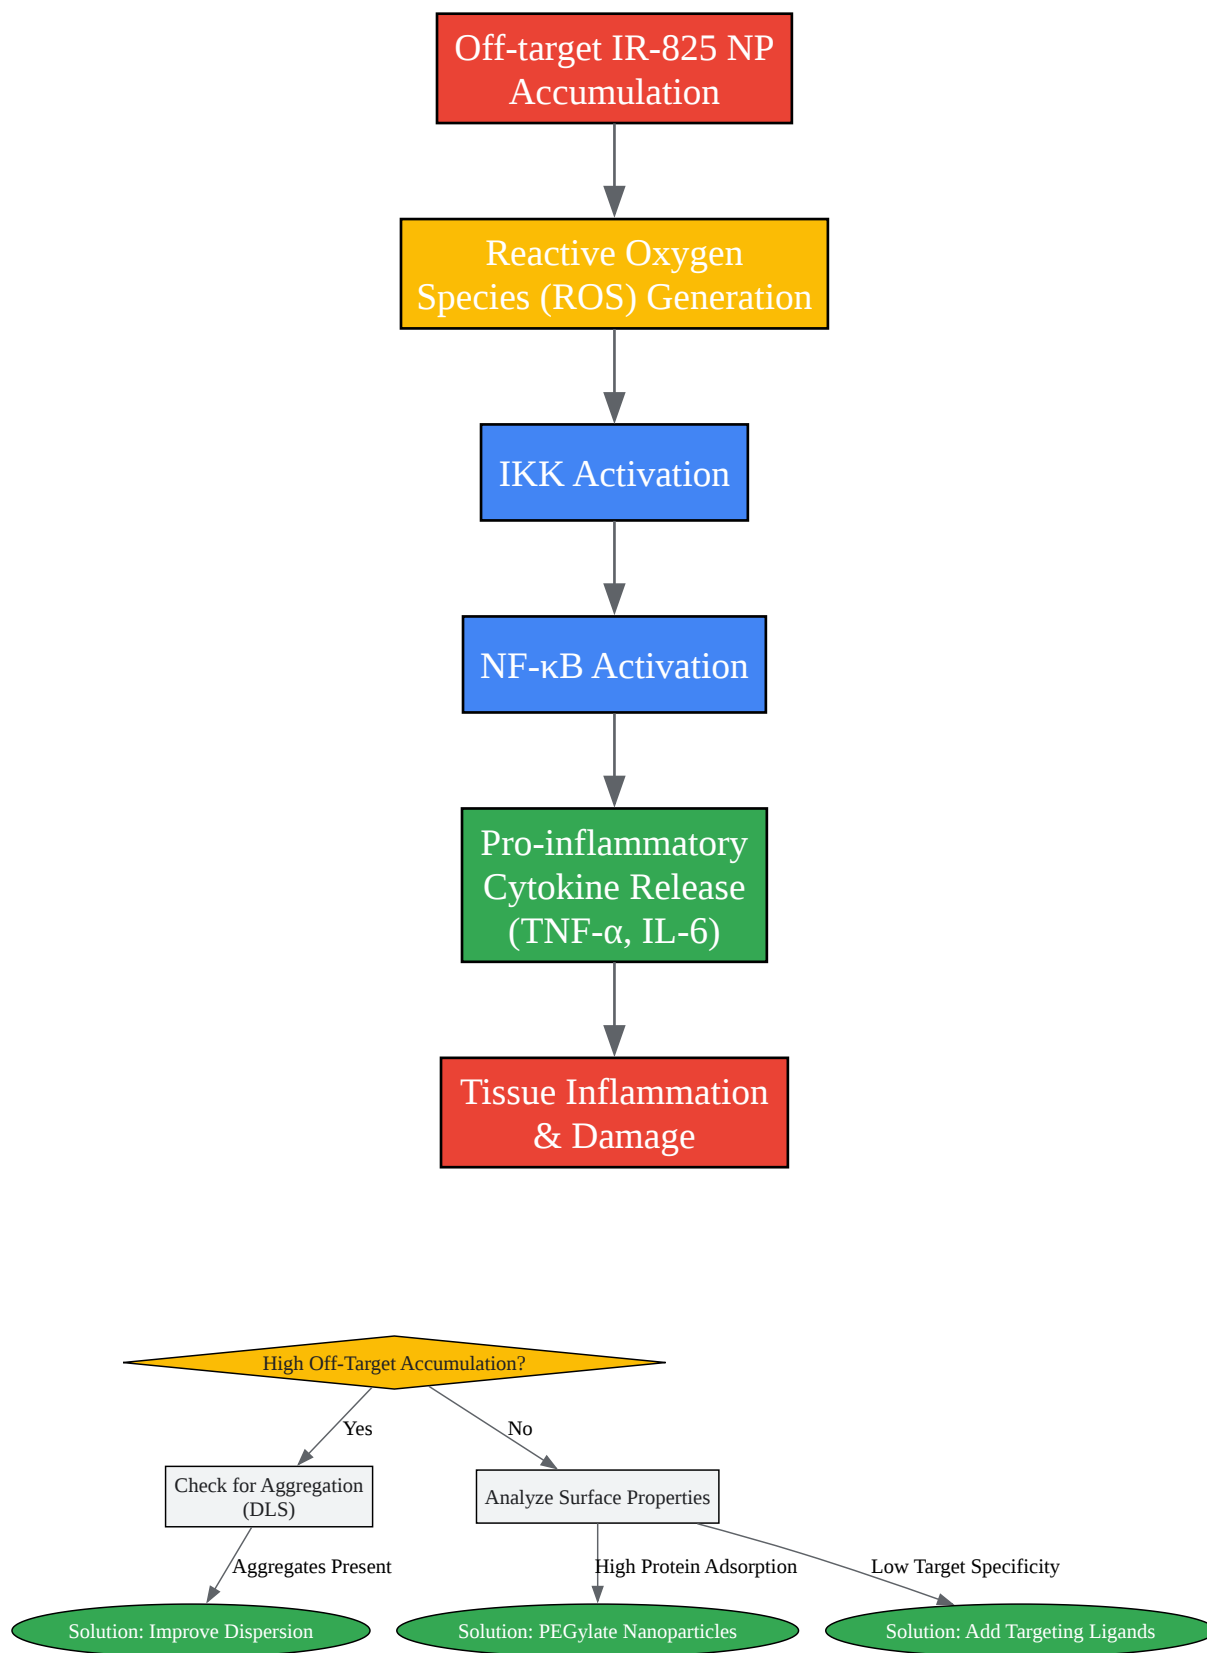 Off-target IR-825 NP
Accumulation
Reactive Oxygen
Species (ROS) Generation
IKK Activation
NF-κB Activation
Pro-inflammatory
Cytokine Release
(TNF-α, IL-6)
Tissue Inflammation
& Damage
High Off-Target Accumulation?
Yes
No
Check for Aggregation
(DLS)
Analyze Surface Properties
Aggregates Present
High Protein Adsorption
Low Target Specificity
Solution: Improve Dispersion
Solution: PEGylate Nanoparticles
Solution: Add Targeting Ligands